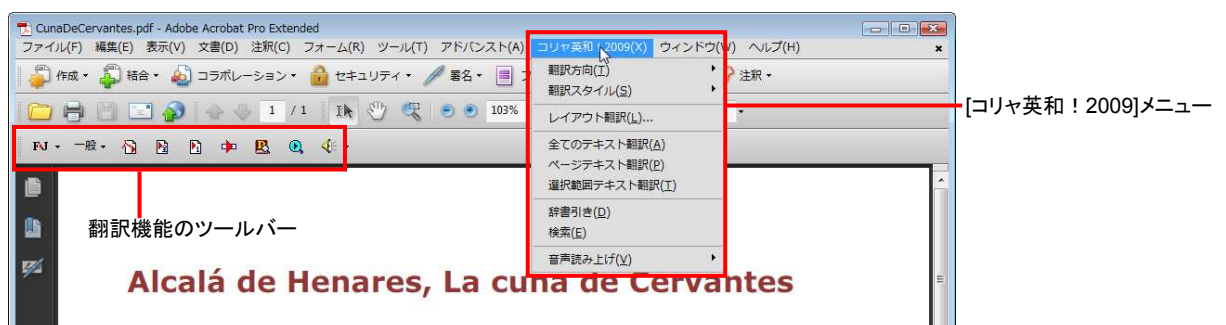 CunaDeCervantes.pdf - Adobe Acrobat Pro Extended
ファイル(F) 編集(E) 表示(V) 文書(D) 注釈(C) フォーム(R) ツール(T) アドバンスト(A) コリャ英和！2009(X) ウィンドウ(W) ヘルプ(H)
作成 結合 コラボレーション セキュリティ 署名 注釈
1 / 1 103%
FJ 一般
翻訳方向(T)
翻訳スタイル(S)
レイアウト翻訳(L)...
全てのテキスト翻訳(A)
ページテキスト翻訳(P)
選択範囲テキスト翻訳(T)
辞書引き(D)
検索(E)
音声読み上げ(V)
[コリャ英和！2009]メニュー
翻訳機能のツールバー
Alcalá de Henares, La cuna de Cervantes